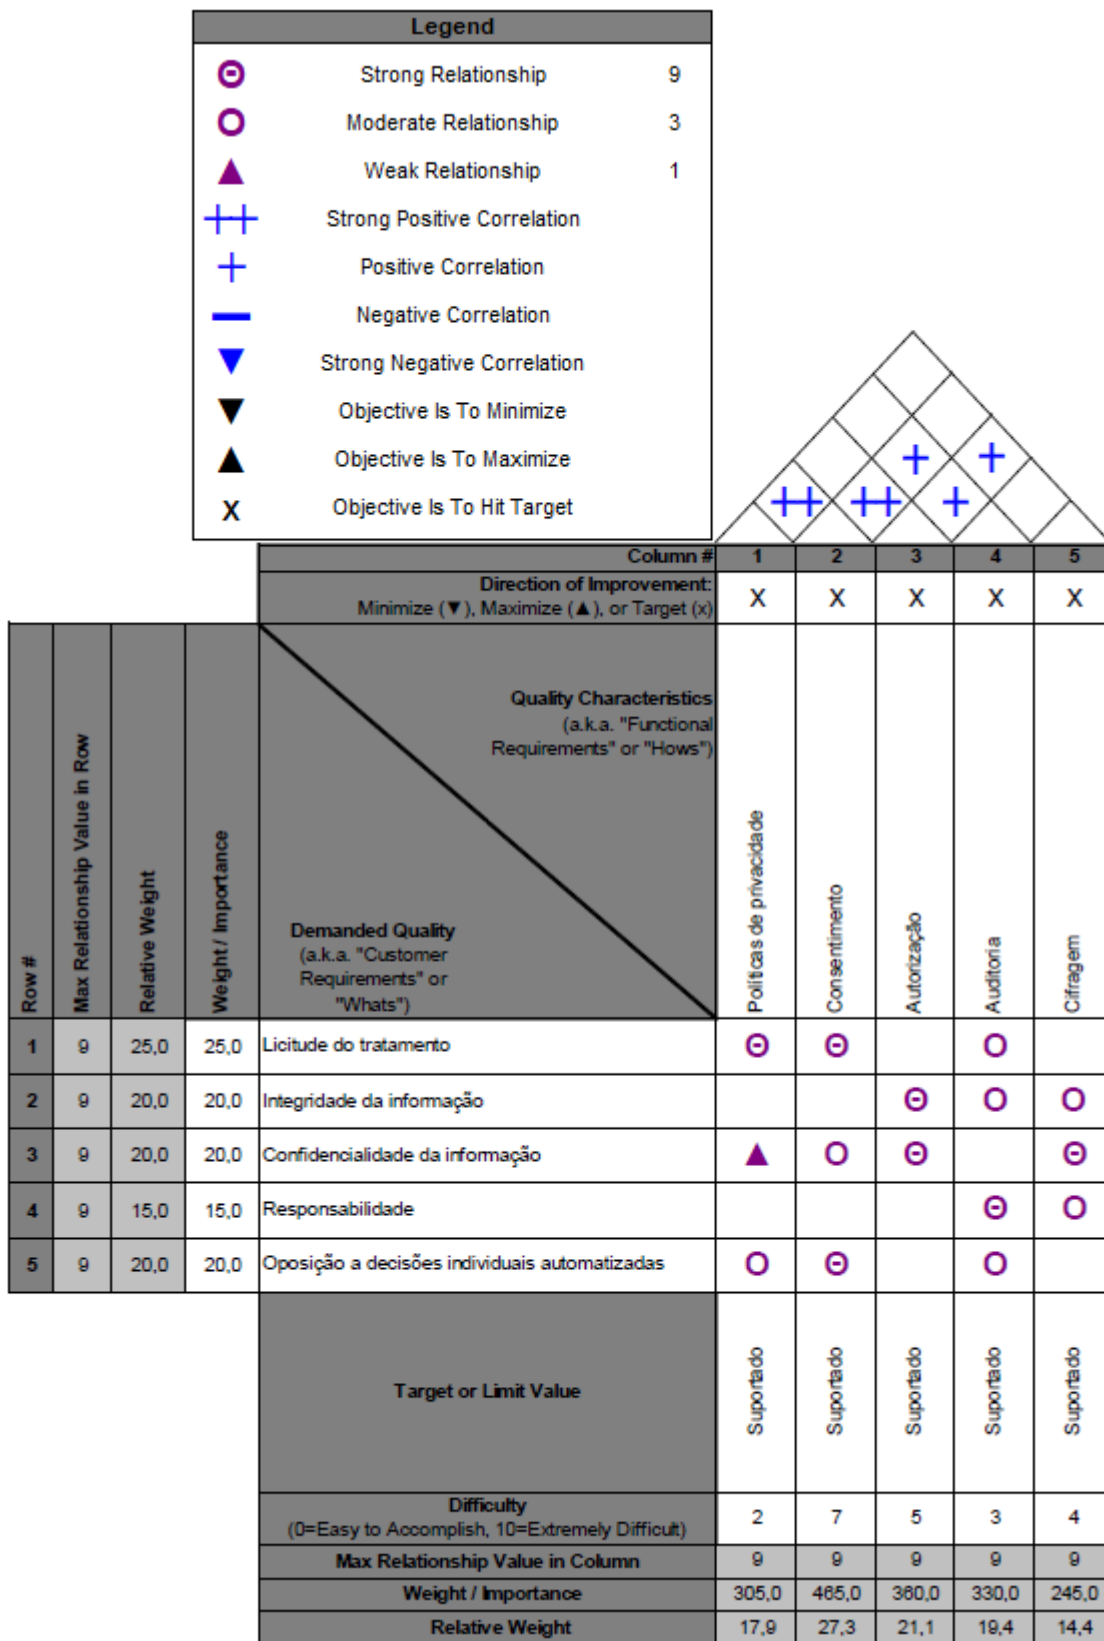 Legend
Strong Relationship 9
Moderate Relationship 3
Weak Relationship 1
Strong Positive Correlation
Positive Correlation
Negative Correlation
Strong Negative Correlation
Objective Is To Minimize
Objective Is To Maximize
X Objective Is To Hit Target
Column # 1 2 3 4 5
Direction of Improvement:
Minimize (▼), Maximize (▲), or Target (x) X X X X X
Row #
Max Relationship Value in Row
Relative Weight
Weight / Importance
Quality Characteristics
(a.k.a. "Functional
Requirements" or "Hows")
Demanded Quality
(a.k.a. "Customer
Requirements" or
"Whats")
Políticas de privacidade
Consentimento
Autorização
Auditoria
Cifragem
1 9 25,0 25,0 Licitude do tratamento
2 9 20,0 20,0 Integridade da informação
3 9 20,0 20,0 Confidencialidade da informação
4 9 15,0 15,0 Responsabilidade
5 9 20,0 20,0 Oposição a decisões individuais automatizadas
Target or Limit Value
Suportado
Suportado
Suportado
Suportado
Suportado
Difficulty
(0=Easy to Accomplish, 10=Extremely Difficult) 2 7 5 3 4
Max Relationship Value in Column 9 9 9 9 9
Weight / Importance 305,0 465,0 360,0 330,0 245,0
Relative Weight 17,9 27,3 21,1 19,4 14,4